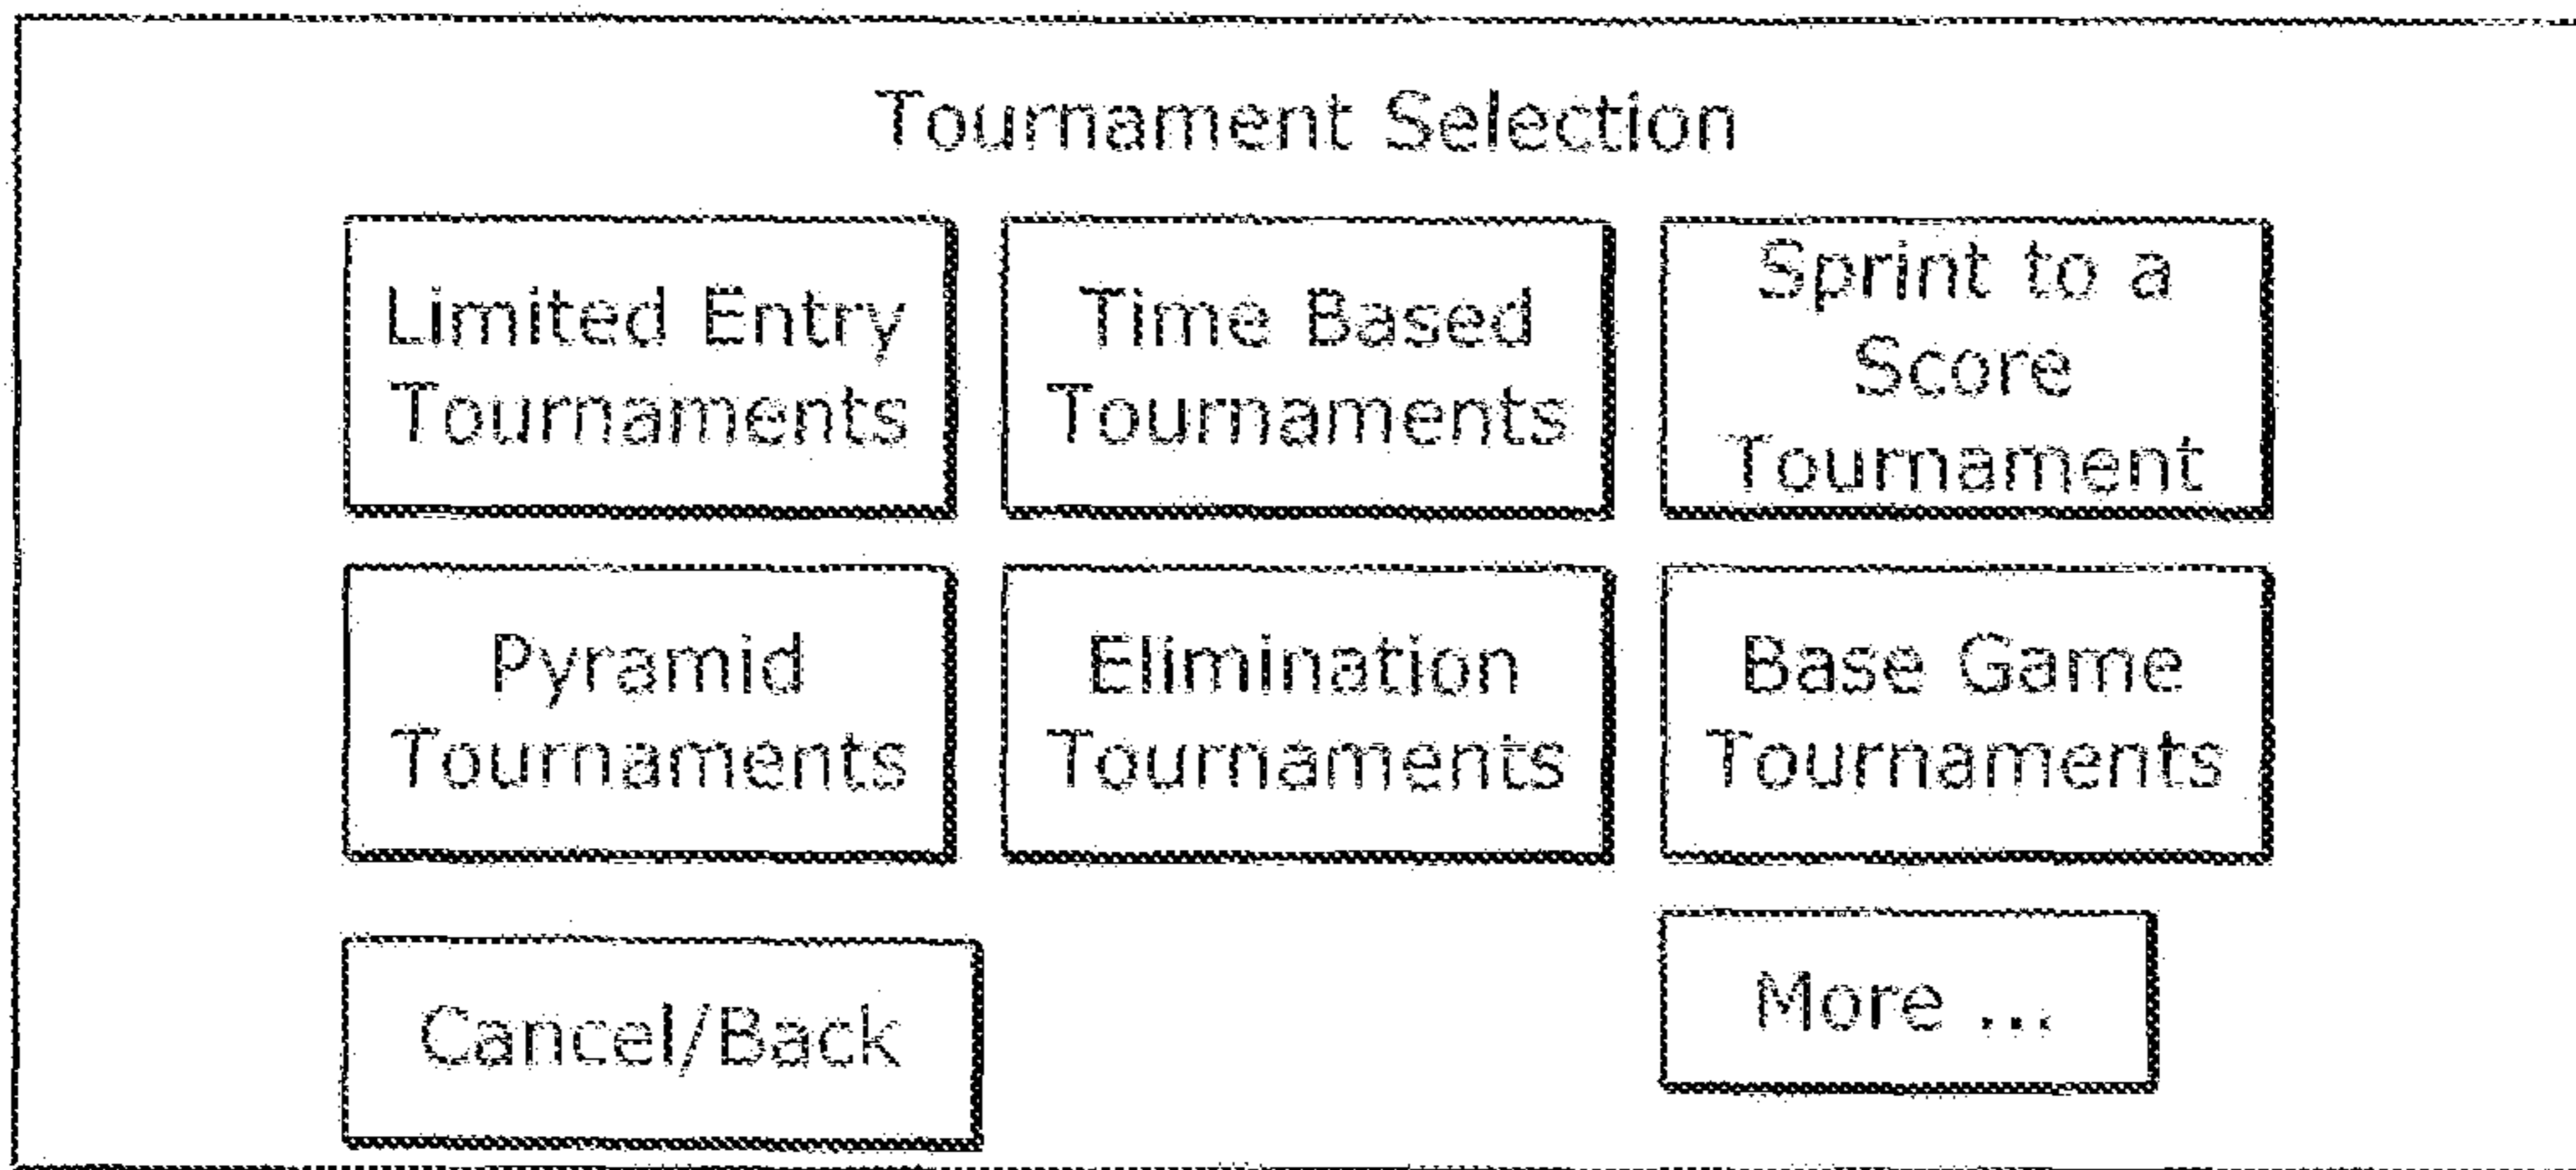 Tournament Selection
Limited Entry
Tournaments
Time Based
Tournaments
Sprint to a
Score
Tournament
Pyramid
Tournaments
Elimination
Tournaments
Base Game
Tournaments
Cancel/Back
More ...